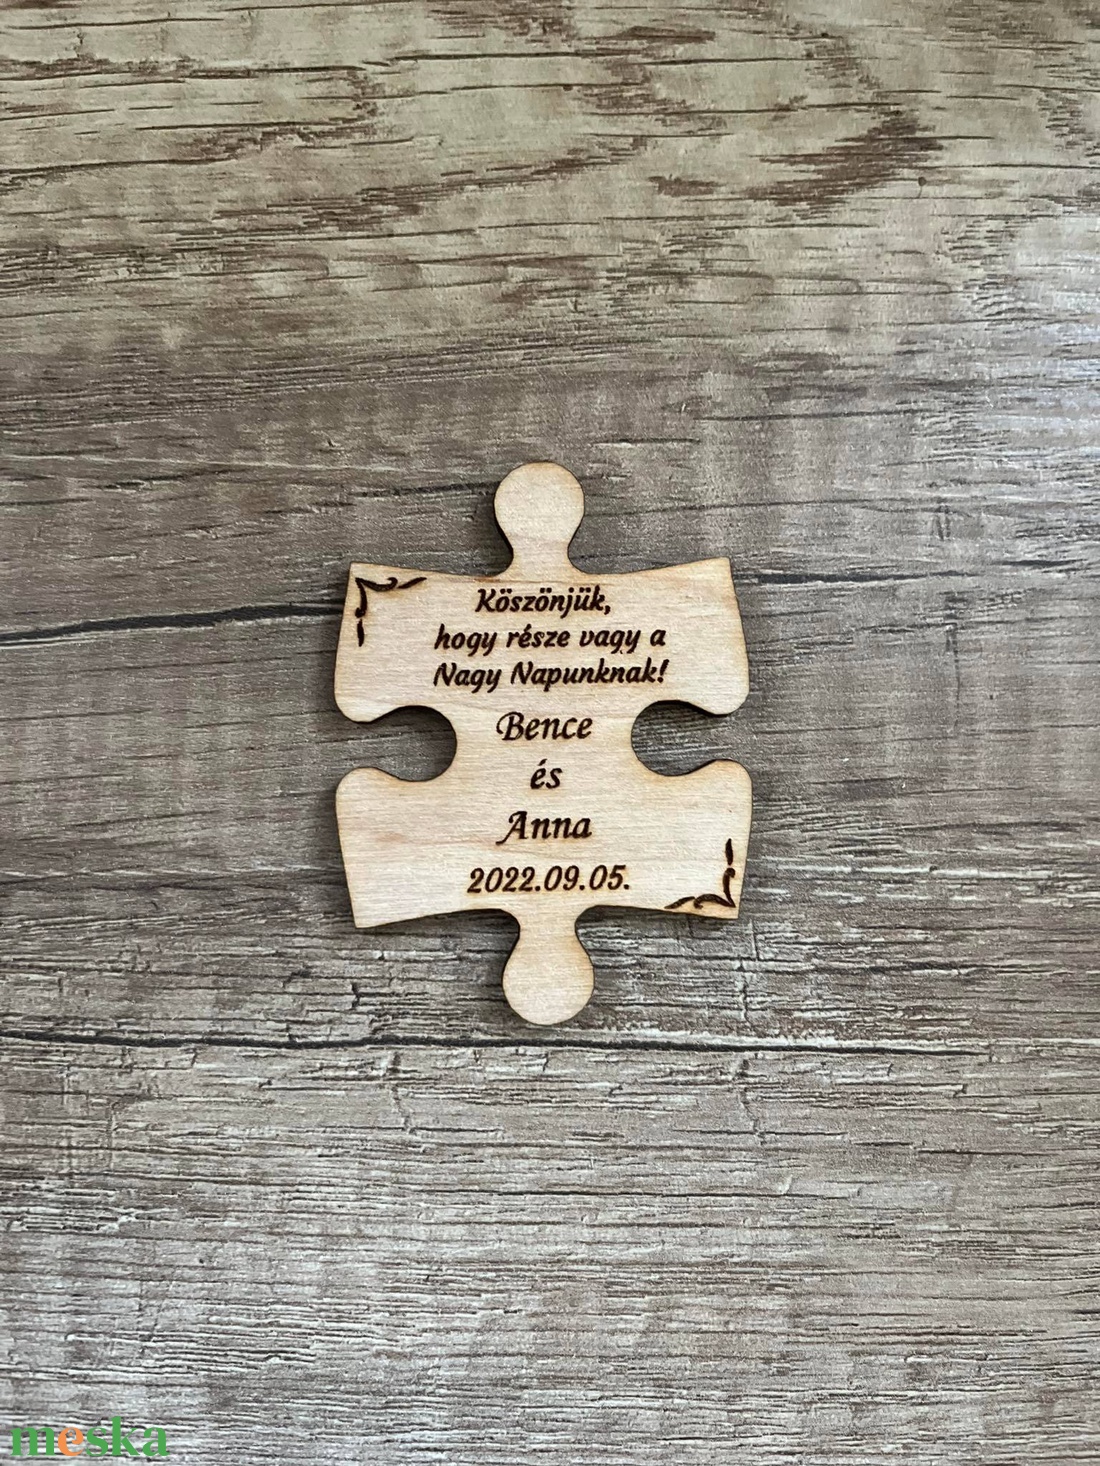 Köszönjük,
hogy része vagy a
Nagy Napunknak!
Bence
és
Anna
2022.09.05.
meska